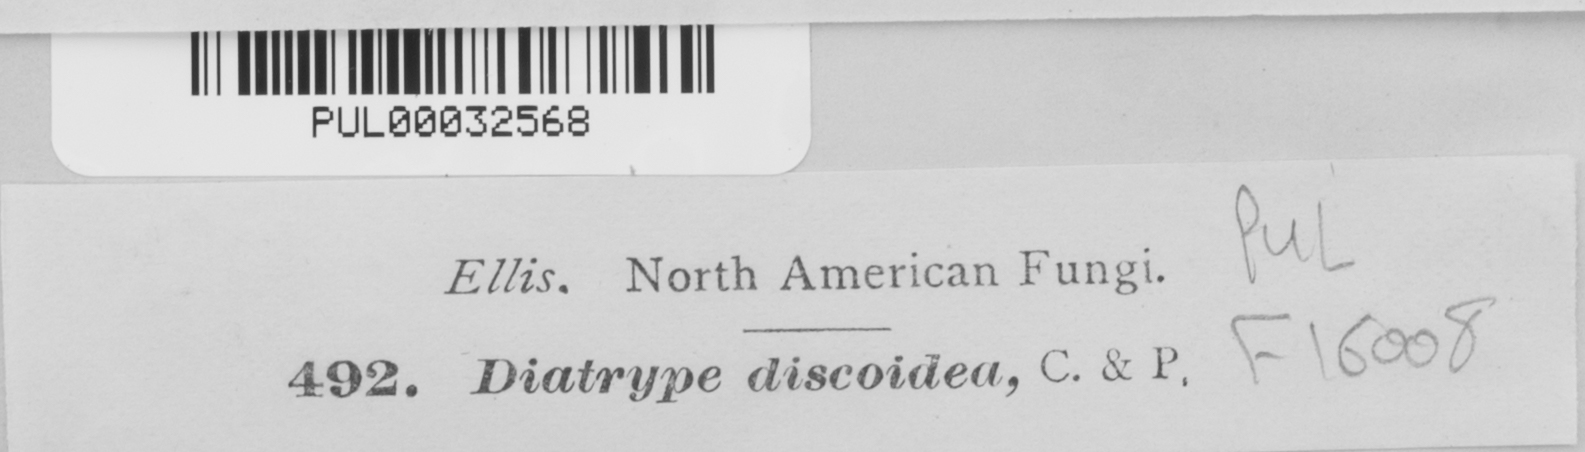 PUL00032568
PUL
Ellis. North American Fungi.
492. Diatrype discoidea, C. & P.
F16008